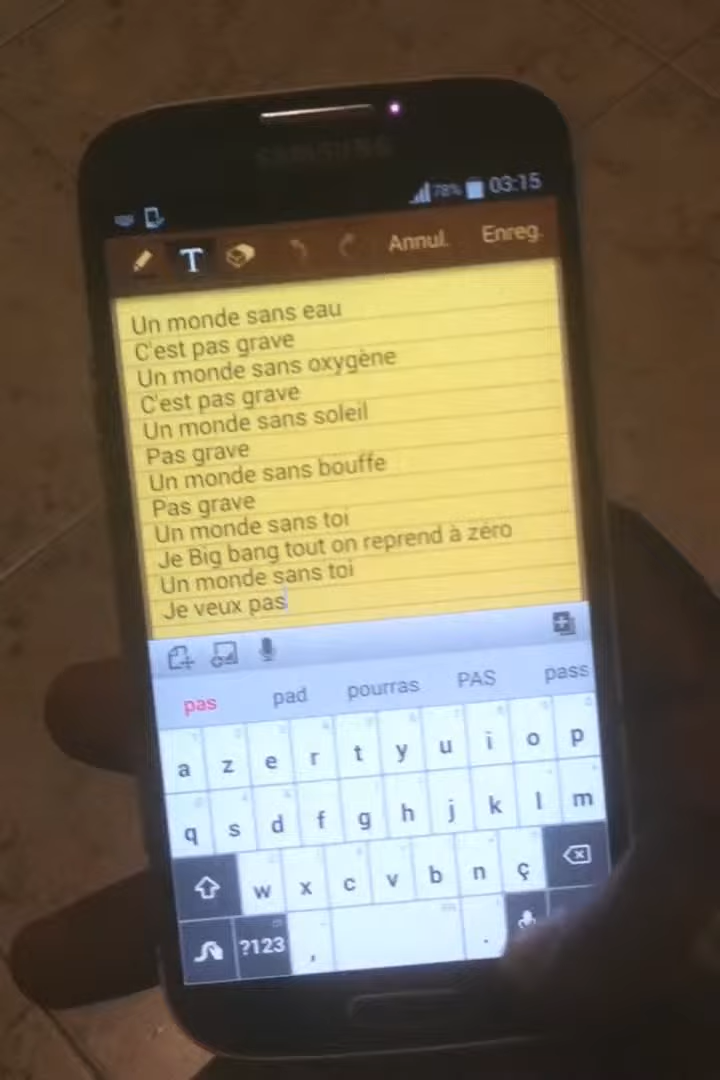 SAMSUNG
78% 03:15
T Annul. Enreg.
Un monde sans eau
C'est pas grave
Un monde sans oxygène
C'est pas grave
Un monde sans soleil
Pas grave
Un monde sans bouffe
Pas grave
Un monde sans toi
Je Big bang tout on reprend à zéro
Un monde sans toi
Je veux pas
pas pad pourras PAS pass
a z e r t y u i o p
q s d f g h j k l m
w x c v b n ç
?123 , .